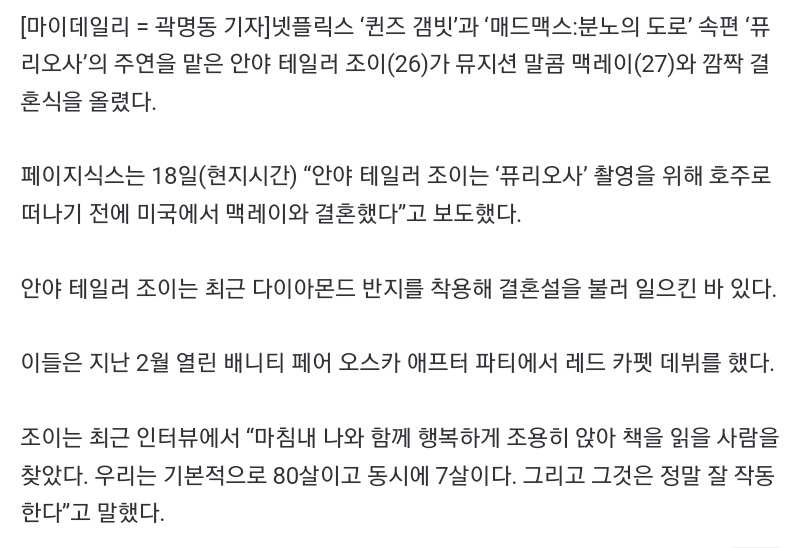 [마이데일리 = 곽명동 기자]넷플릭스 ‘퀸즈 갬빗’과 ‘매드맥스:분노의 도로’ 속편 ‘퓨
리오사’의 주연을 맡은 안야 테일러 조이(26)가 뮤지션 말콤 맥레이(27)와 깜짝 결
혼식을 올렸다.
페이지식스는 18일(현지시간) “안야 테일러 조이는 ‘퓨리오사’ 촬영을 위해 호주로
떠나기 전에 미국에서 맥레이와 결혼했다”고 보도했다.
안야 테일러 조이는 최근 다이아몬드 반지를 착용해 결혼설을 불러 일으킨 바 있다.
이들은 지난 2월 열린 배니티 페어 오스카 애프터 파티에서 레드 카펫 데뷔를 했다.
조이는 최근 인터뷰에서 “마침내 나와 함께 행복하게 조용히 앉아 책을 읽을 사람을
찾았다. 우리는 기본적으로 80살이고 동시에 7살이다. 그리고 그것은 정말 잘 작동
한다”고 말했다.